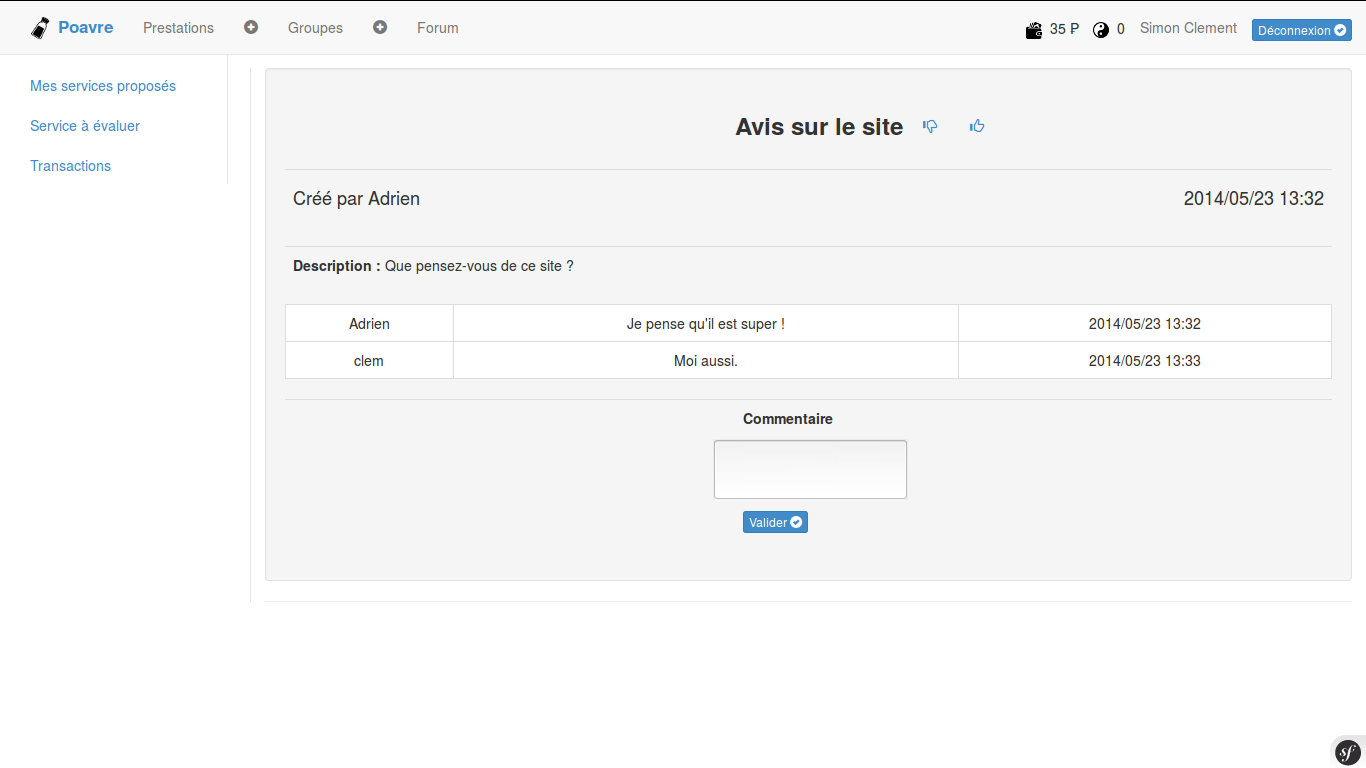 Poavre Prestations Groupes Forum 35 P 0 Simon Clement Déconnexion
Mes services proposés
Service à évaluer
Transactions
Avis sur le site
Créé par Adrien 2014/05/23 13:32
Description : Que pensez-vous de ce site ?
Adrien Je pense qu'il est super ! 2014/05/23 13:32
clem Moi aussi. 2014/05/23 13:33
Commentaire
Valider
sf